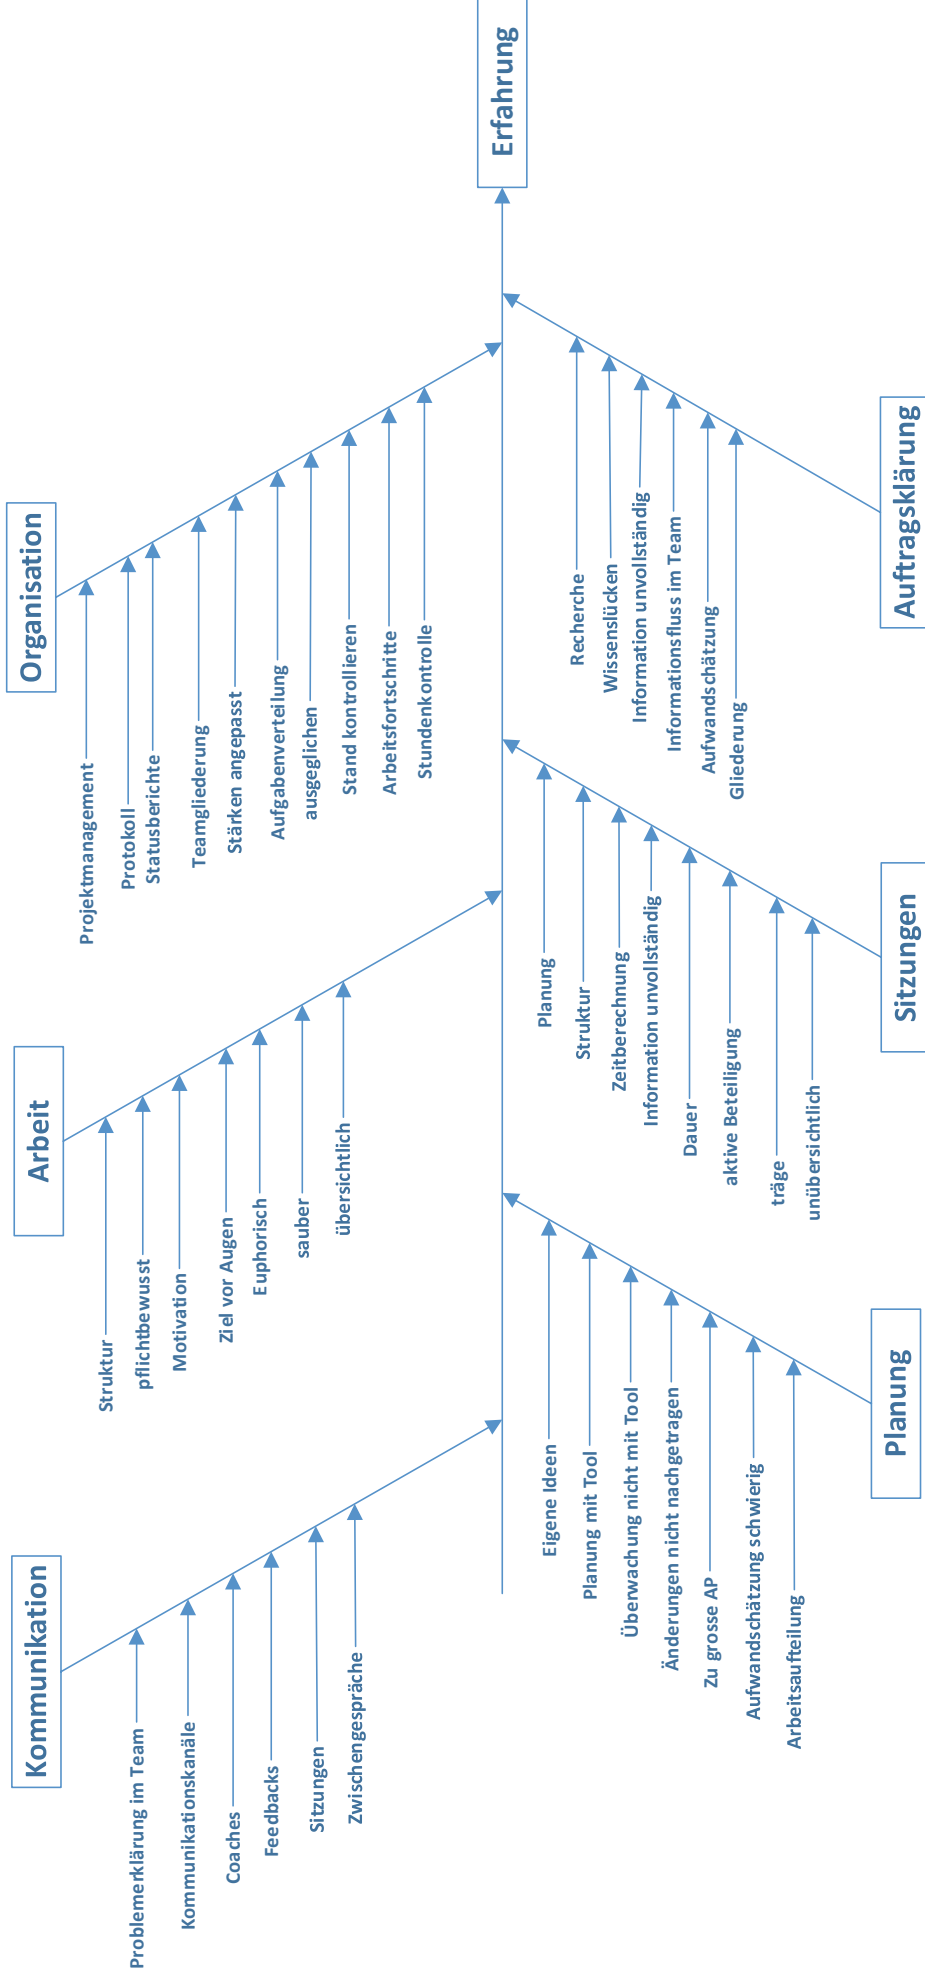 Kommunikation
Problemerklärung im Team
Kommunikationskanäle
Coaches
Feedbacks
Sitzungen
Zwischengespräche
Arbeit
Struktur
pflichtbewusst
Motivation
Ziel vor Augen
Euphorisch
sauber
übersichtlich
Organisation
Projektmanagement
Protokoll
Statusberichte
Teamgliederung
Stärken angepasst
Aufgabenverteilung
ausgeglichen
Stand kontrollieren
Arbeitsfortschritte
Stundenkontrolle
Erfahrung
Eigene Ideen
Planung mit Tool
Überwachung nicht mit Tool
Änderungen nicht nachgetragen
Zu grosse AP
Aufwandschätzung schwierig
Arbeitsaufteilung
Planung
Planung
Struktur
Zeitberechnung
Information unvollständig
Dauer
aktive Beteiligung
träge
unübersichtlich
Sitzungen
Recherche
Wissenslücken
Information unvollständig
Informationsfluss im Team
Aufwandschätzung
Gliederung
Auftragsklärung